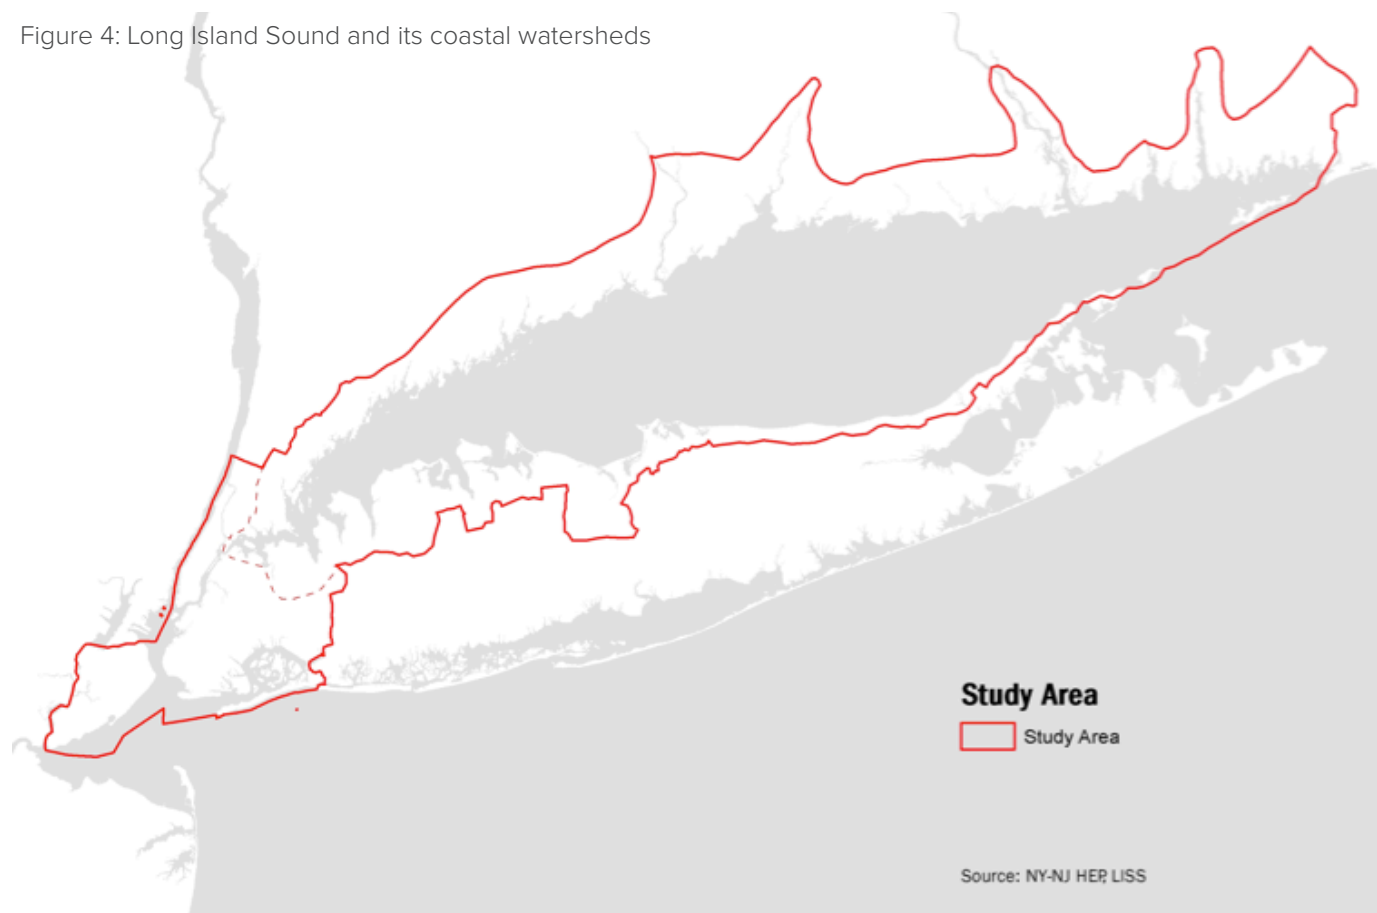 Figure 4: Long Island Sound and its coastal watersheds
Study Area
Study Area
Source: NY-NJ HEP, LISS